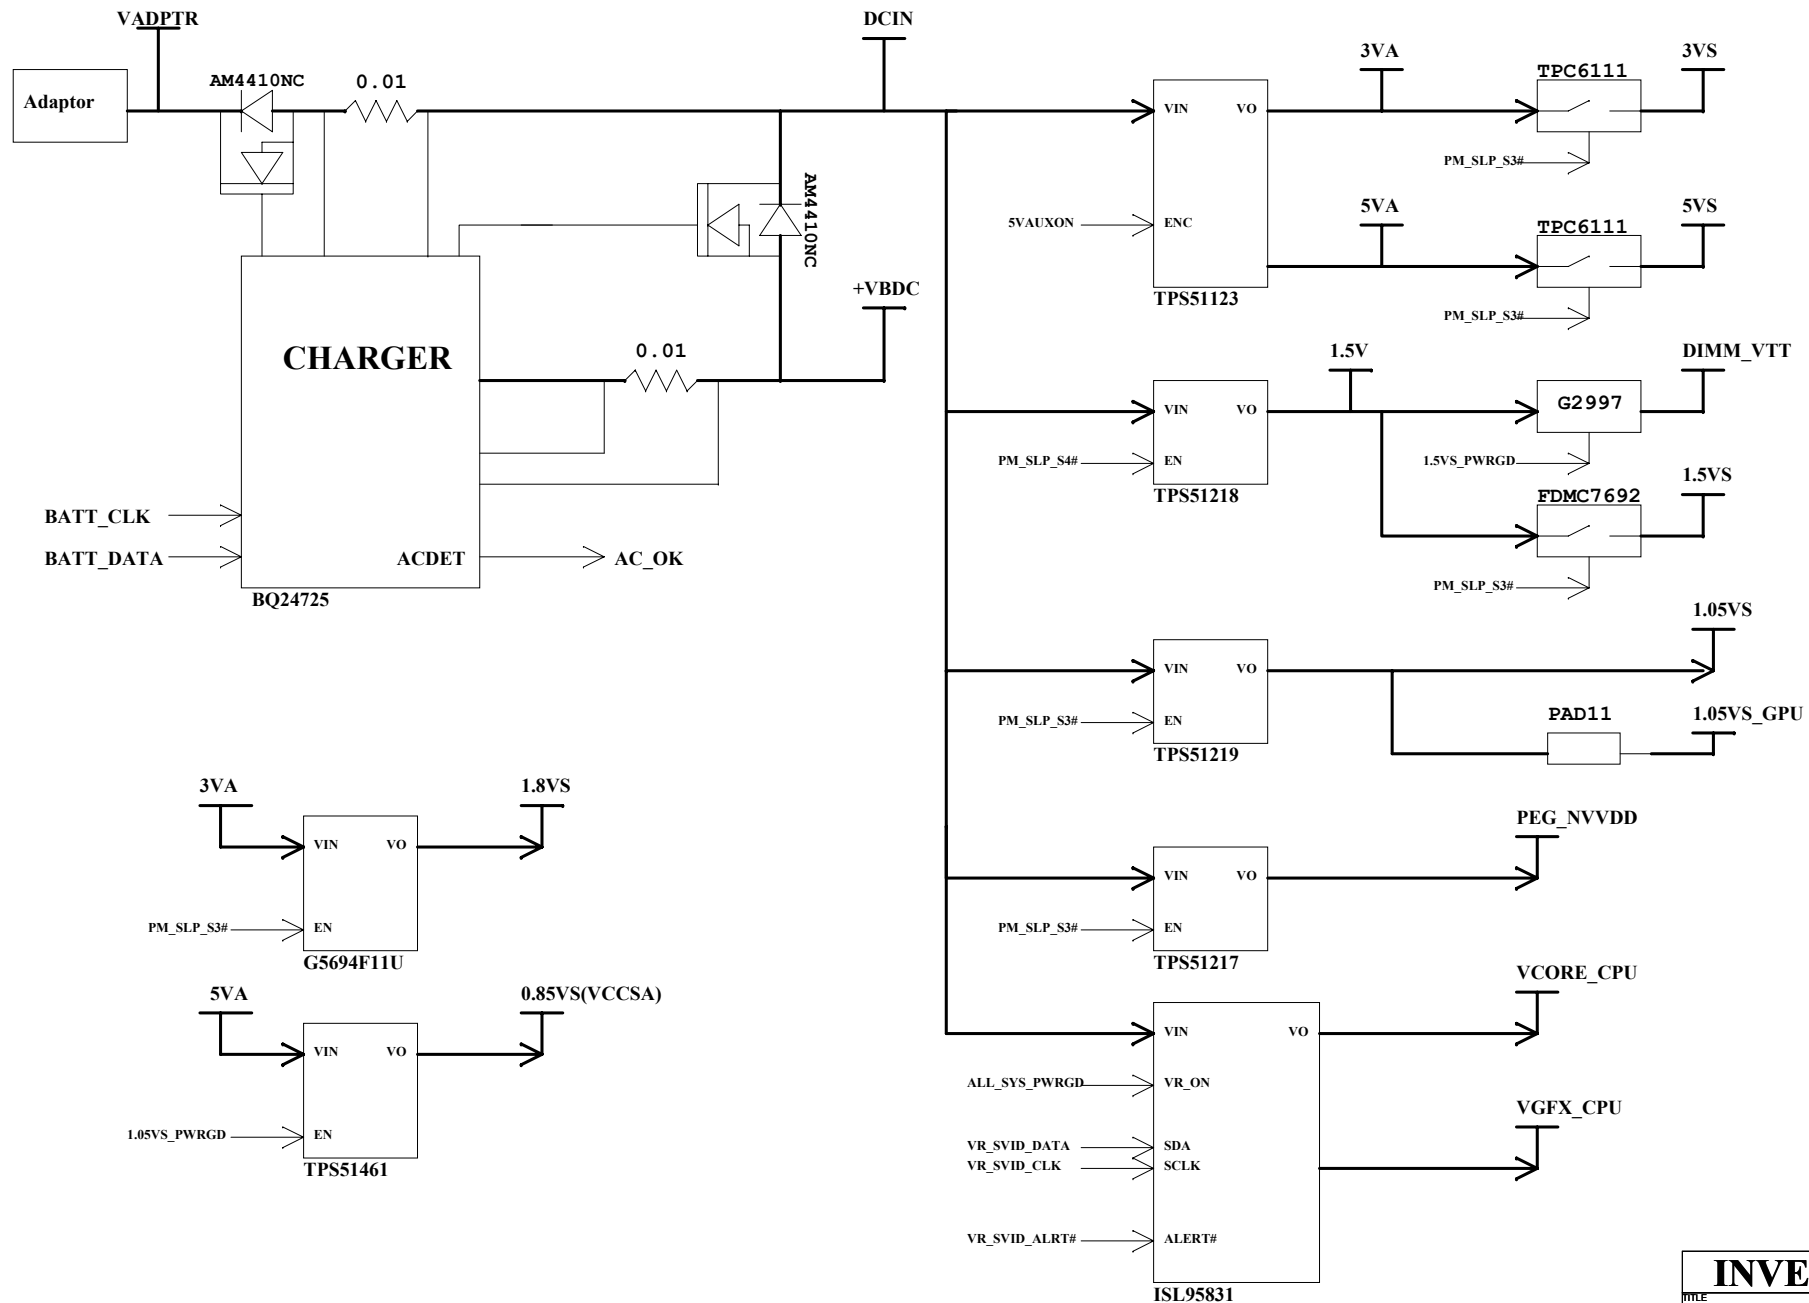 VADPTR
Adaptor
AM4410NC
0.01
DCIN
AM4410NC
+VBDC
CHARGER
0.01
BATT_CLK
BATT_DATA
ACDET
AC_OK
BQ24725
VIN
VO
5VAUXON
ENC
TPS51123
3VA
TPC6111
3VS
PM_SLP_S3#
5VA
TPC6111
5VS
PM_SLP_S3#
1.5V
VIN
VO
PM_SLP_S4#
EN
TPS51218
G2997
DIMM_VTT
1.5VS_PWRGD
FDMC7692
1.5VS
PM_SLP_S3#
VIN
VO
PM_SLP_S3#
EN
TPS51219
1.05VS
PAD11
1.05VS_GPU
3VA
1.8VS
VIN
VO
PM_SLP_S3#
EN
G5694F11U
5VA
0.85VS(VCCSA)
VIN
VO
1.05VS_PWRGD
EN
TPS51461
PEG_NVVDD
VIN
VO
PM_SLP_S3#
EN
TPS51217
VCORE_CPU
VIN
VO
ALL_SYS_PWRGD
VR_ON
VGFX_CPU
VR_SVID_DATA
SDA
VR_SVID_CLK
SCLK
VR_SVID_ALRT#
ALERT#
ISL95831
INVE
TITLE